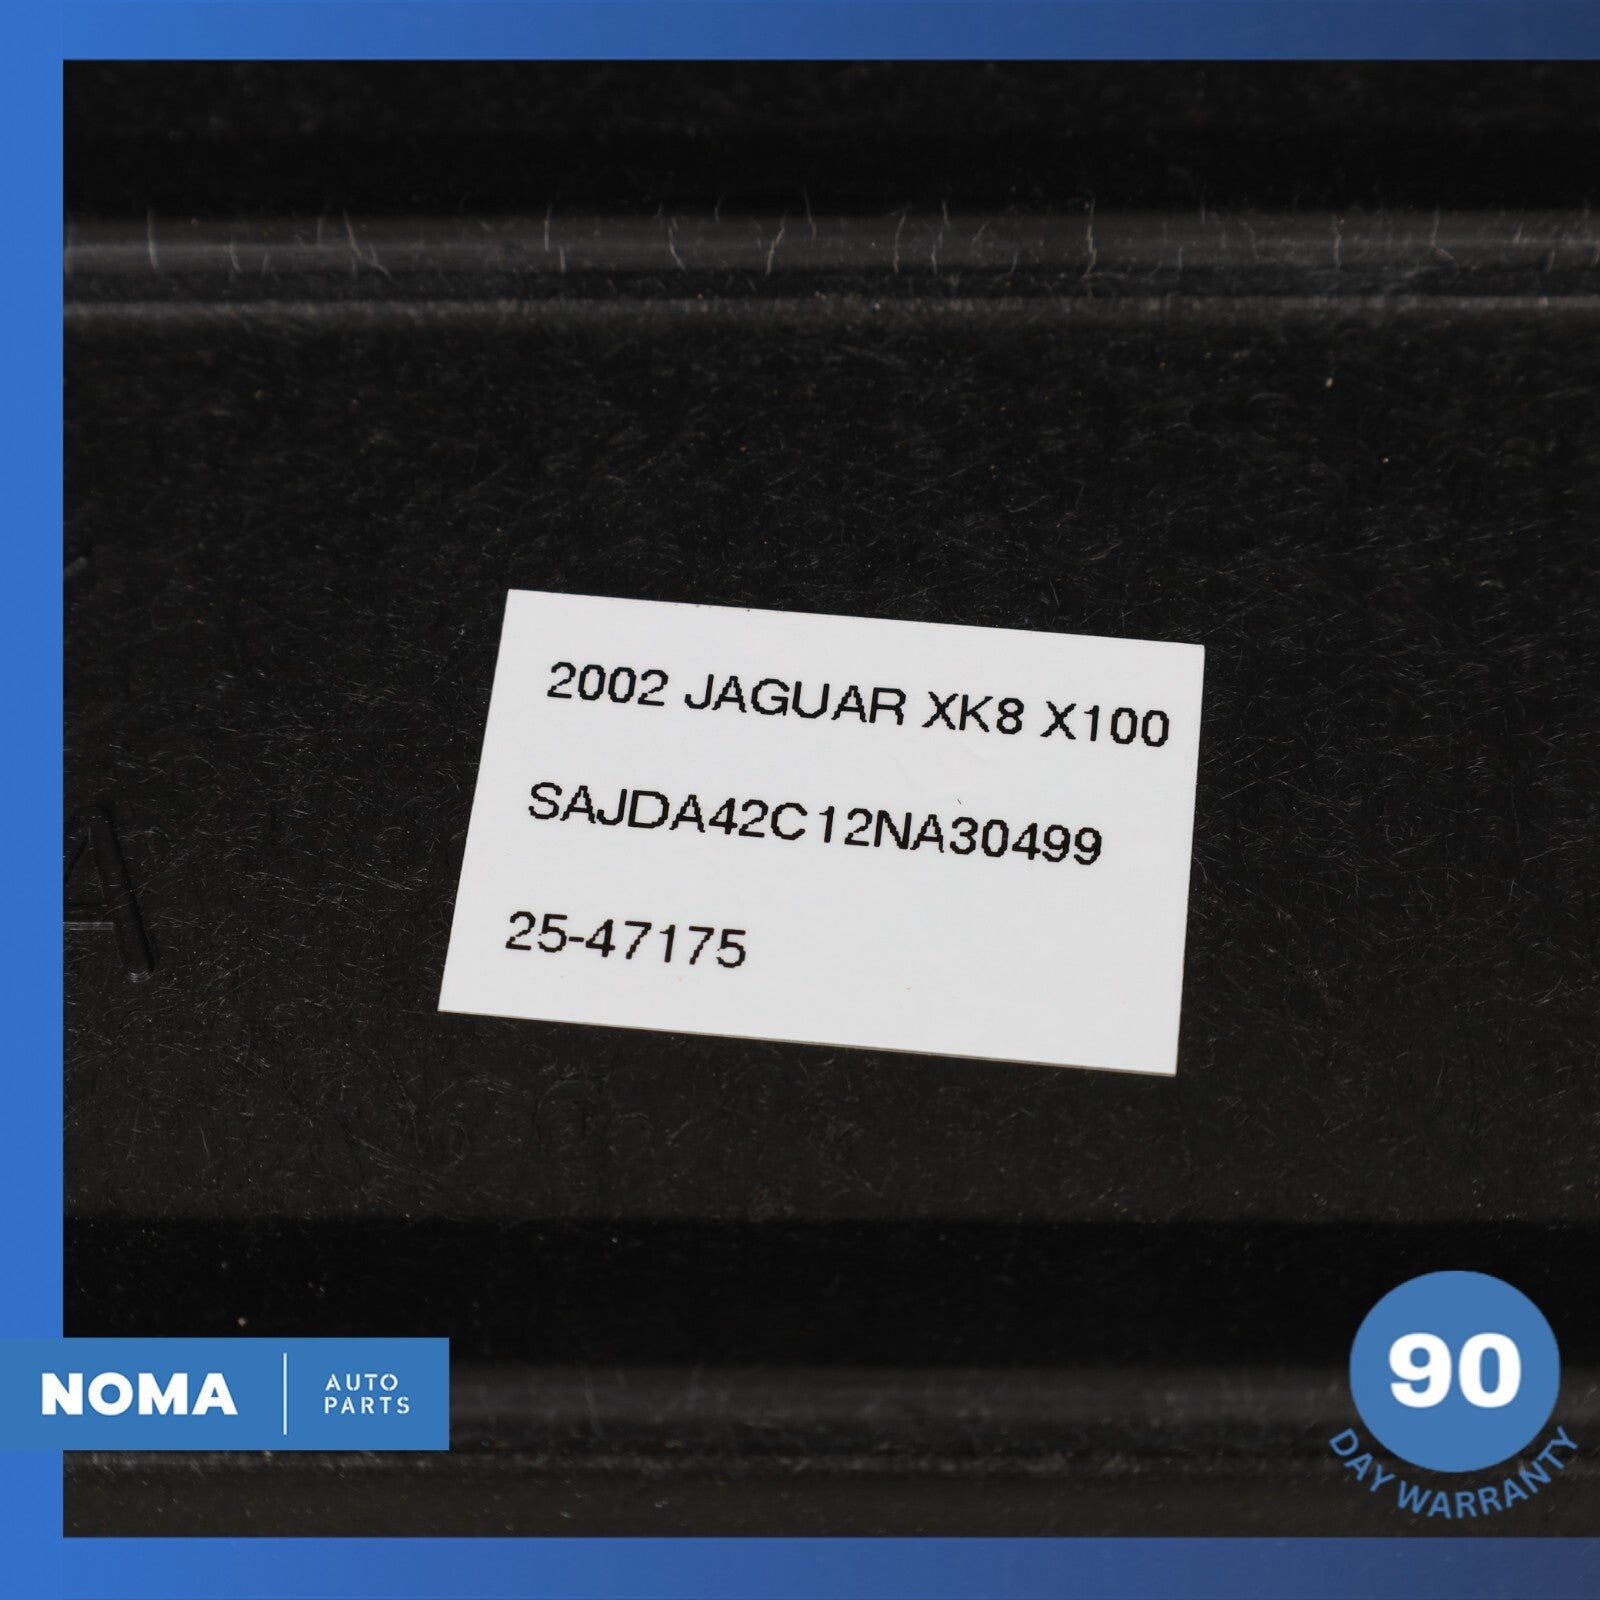 2002 JAGUAR XK8 X100
SAJDA42C12NA30499
25-47175
A
NOMA
AUTO
PARTS
90
DAY WARRANTY